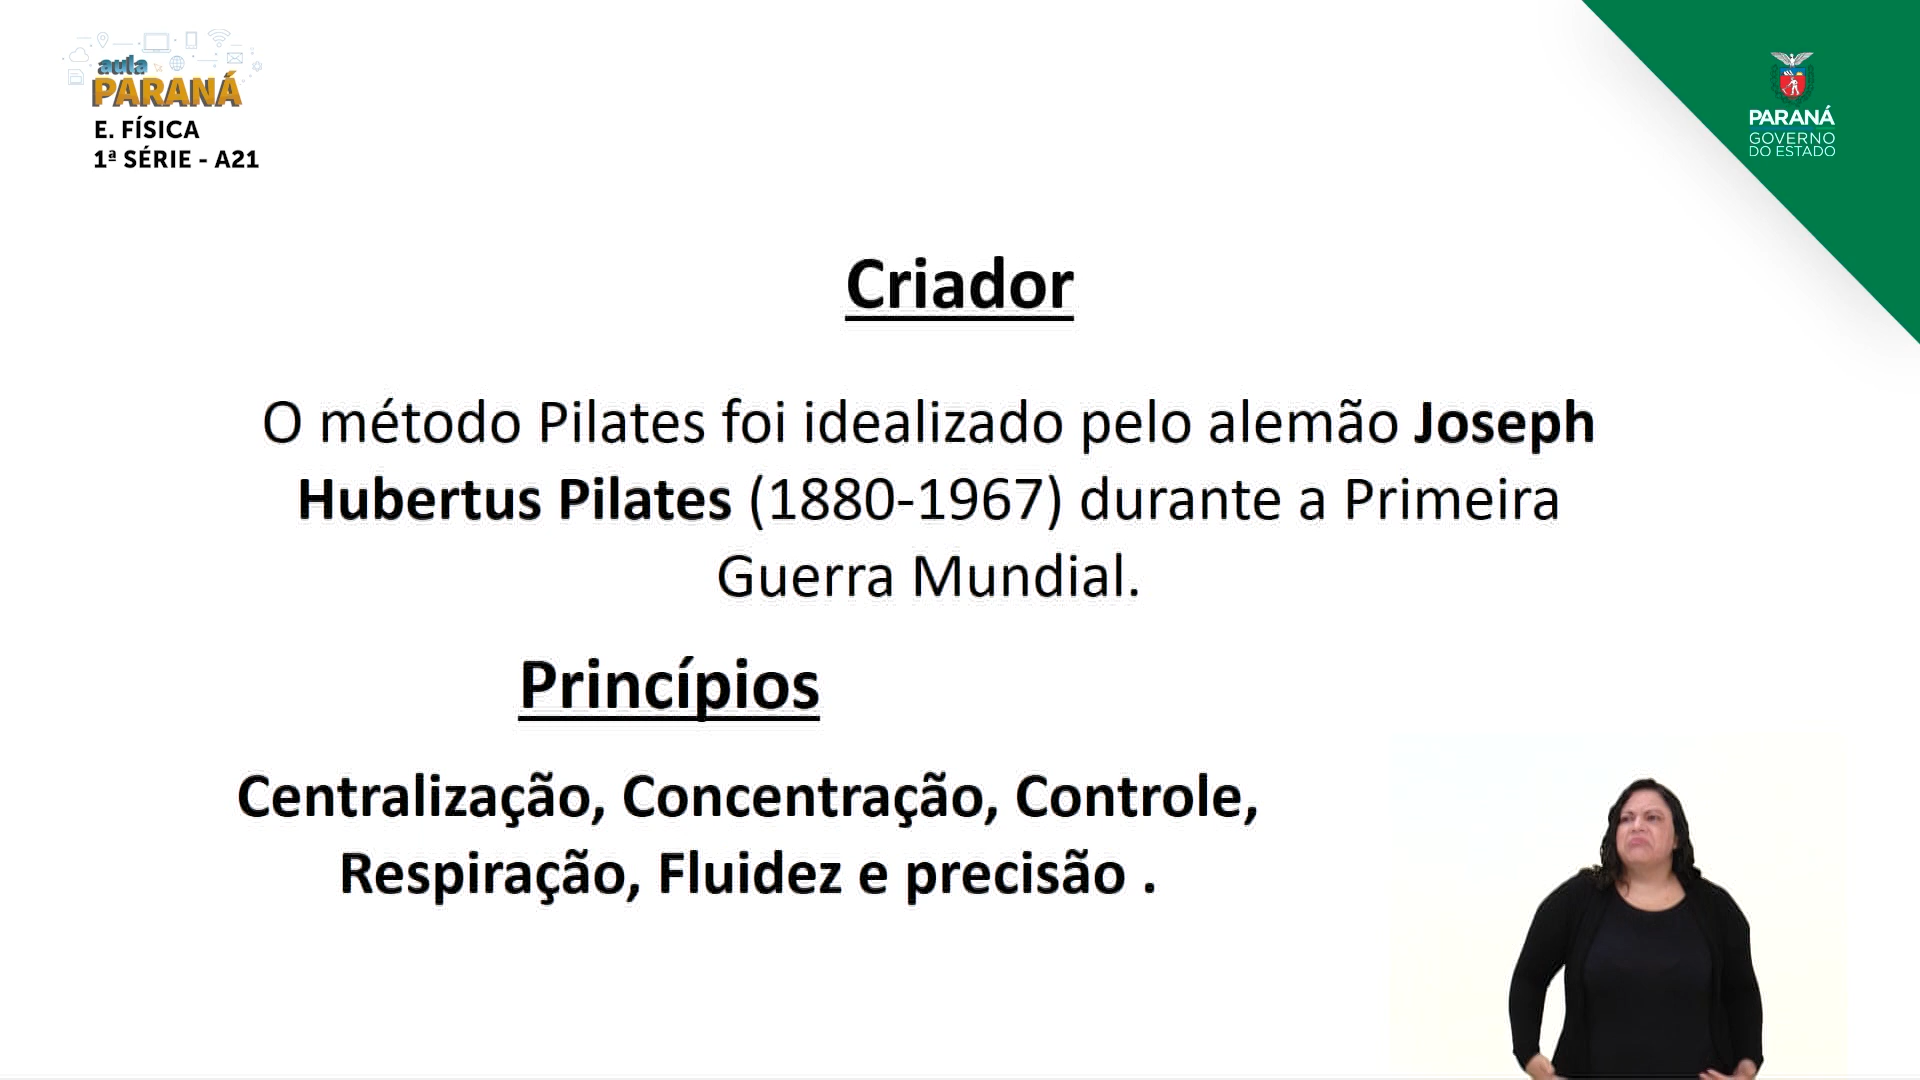 aula
PARANÁ
E. FÍSICA
1ª SÉRIE - A21
PARANÁ
GOVERNO
DO ESTADO
Criador
O método Pilates foi idealizado pelo alemão Joseph
Hubertus Pilates (1880-1967) durante a Primeira
Guerra Mundial.
Princípios
Centralização, Concentração, Controle,
Respiração, Fluidez e precisão .